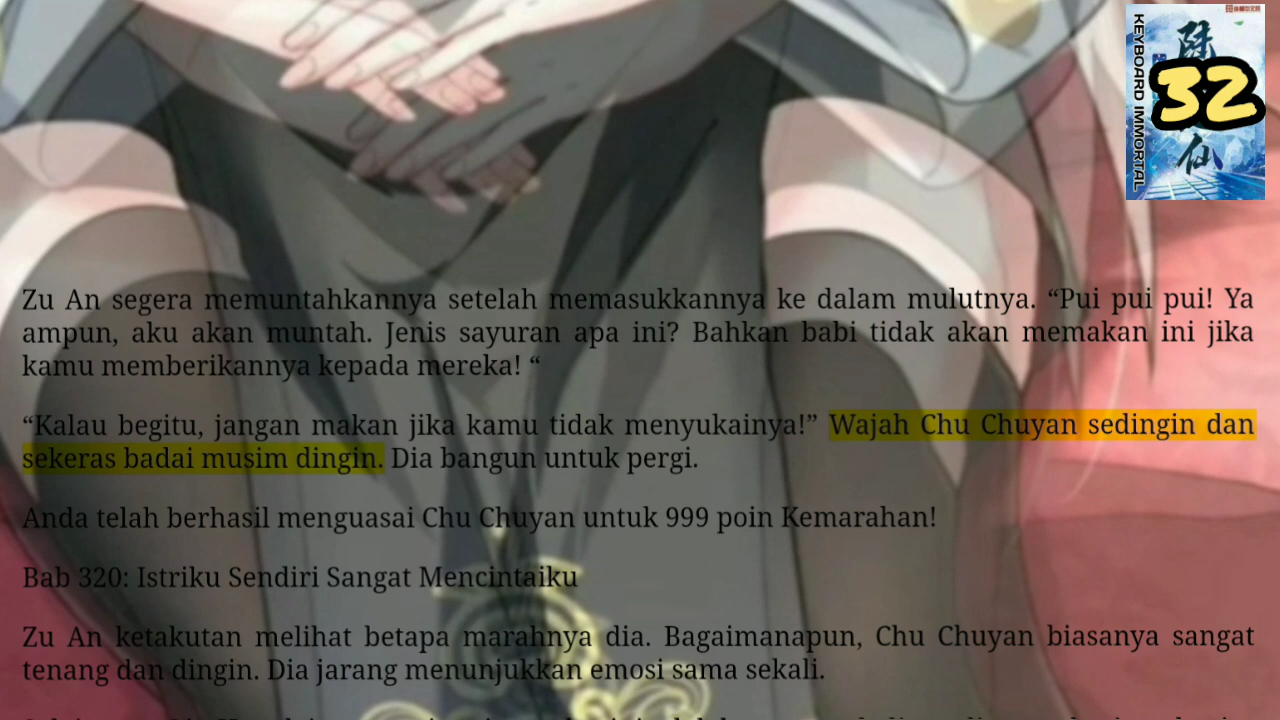 KEYBOARD IMMORTAL
32
仙
Zu An segera memuntahkannya setelah memasukkannya ke dalam mulutnya. “Pui pui pui! Ya
ampun, aku akan muntah. Jenis sayuran apa ini? Bahkan babi tidak akan memakan ini jika
kamu memberikannya kepada mereka! “
“Kalau begitu, jangan makan jika kamu tidak menyukainya!” Wajah Chu Chuyan sedingin dan
sekeras badai musim dingin. Dia bangun untuk pergi.
Anda telah berhasil menguasai Chu Chuyan untuk 999 poin Kemarahan!
Bab 320: Istriku Sendiri Sangat Mencintaiku
Zu An ketakutan melihat betapa marahnya dia. Bagaimanapun, Chu Chuyan biasanya sangat
tenang dan dingin. Dia jarang menunjukkan emosi sama sekali.